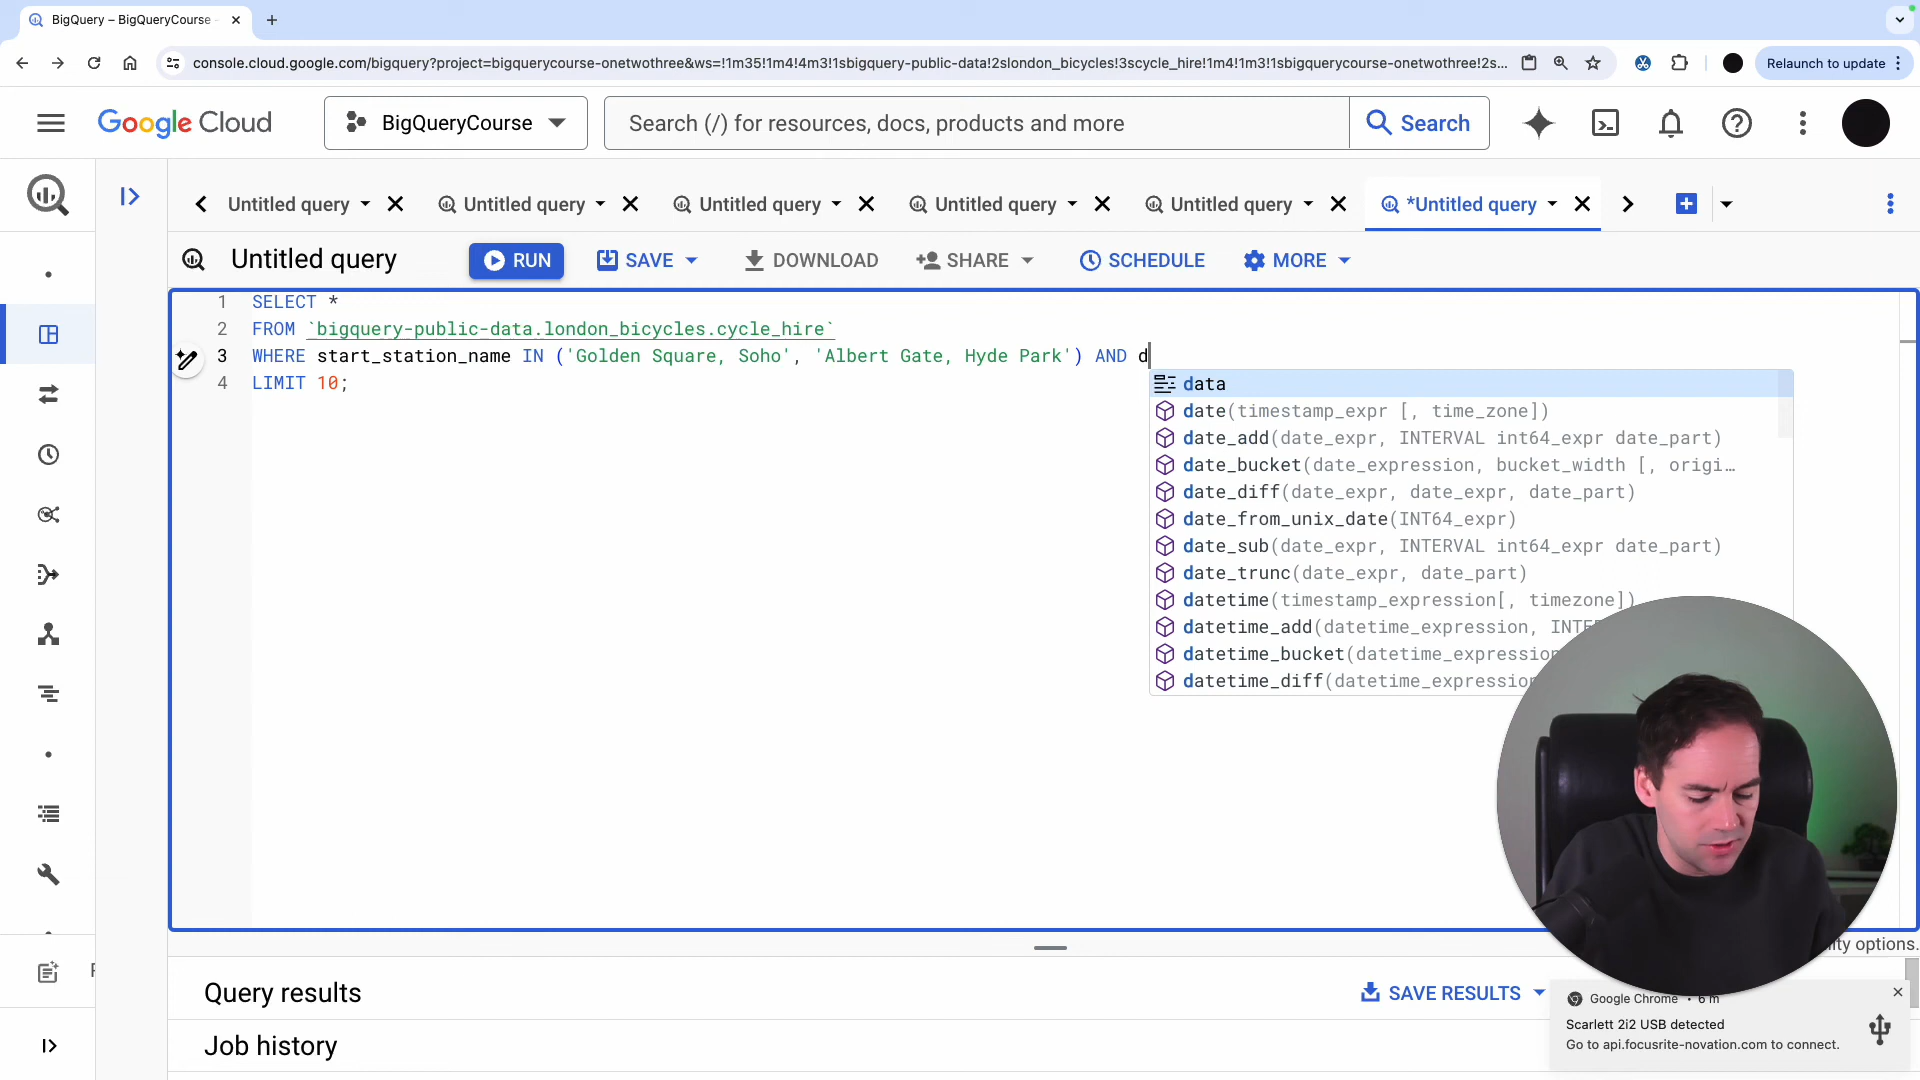 BigQuery – BigQueryCourse
console.cloud.google.com/bigquery?project=bigquerycourse-onetwothree&ws=!1m35!1m4!4m3!1sbigquery-public-data!2slondon_bicycles!3scycle_hire!1m4!1m3!1sbigquerycourse-onetwothree!2s...
Relaunch to update
Google Cloud
BigQueryCourse
Search (/) for resources, docs, products and more
Search
Untitled query
Untitled query
Untitled query
Untitled query
Untitled query
*Untitled query
Untitled query
RUN
SAVE
DOWNLOAD
SHARE
SCHEDULE
MORE
1 SELECT *
2 FROM `bigquery-public-data.london_bicycles.cycle_hire`
3 WHERE start_station_name IN ('Golden Square, Soho', 'Albert Gate, Hyde Park') AND d
4 LIMIT 10;
data
date(timestamp_expr [, time_zone])
date_add(date_expr, INTERVAL int64_expr date_part)
date_bucket(date_expression, bucket_width [, origi…
date_diff(date_expr, date_expr, date_part)
date_from_unix_date(INT64_expr)
date_sub(date_expr, INTERVAL int64_expr date_part)
date_trunc(date_expr, date_part)
datetime(timestamp_expression[, timezone])
datetime_add(datetime_expression, INTE
datetime_bucket(datetime_expression
datetime_diff(datetime_expression
options.
Query results
SAVE RESULTS
Job history
Google Chrome • 6 m
Scarlett 2i2 USB detected
Go to api.focusrite-novation.com to connect.